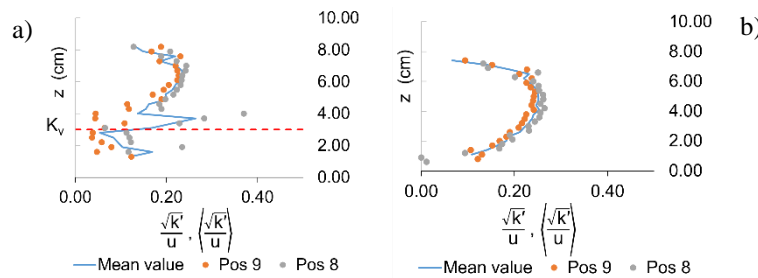 a)
10.00
8.00
6.00
4.00
2.00
0.00
z (cm)
K_v
0.00 0.20 0.40
√k'/u , ⟨√k'/u⟩
Mean value Pos 9 Pos 8
b)
10.00
8.00
6.00
4.00
2.00
0.00
z (cm)
0.00 0.20 0.40
√k'/u , ⟨√k'/u⟩
Mean value Pos 9 Pos 8